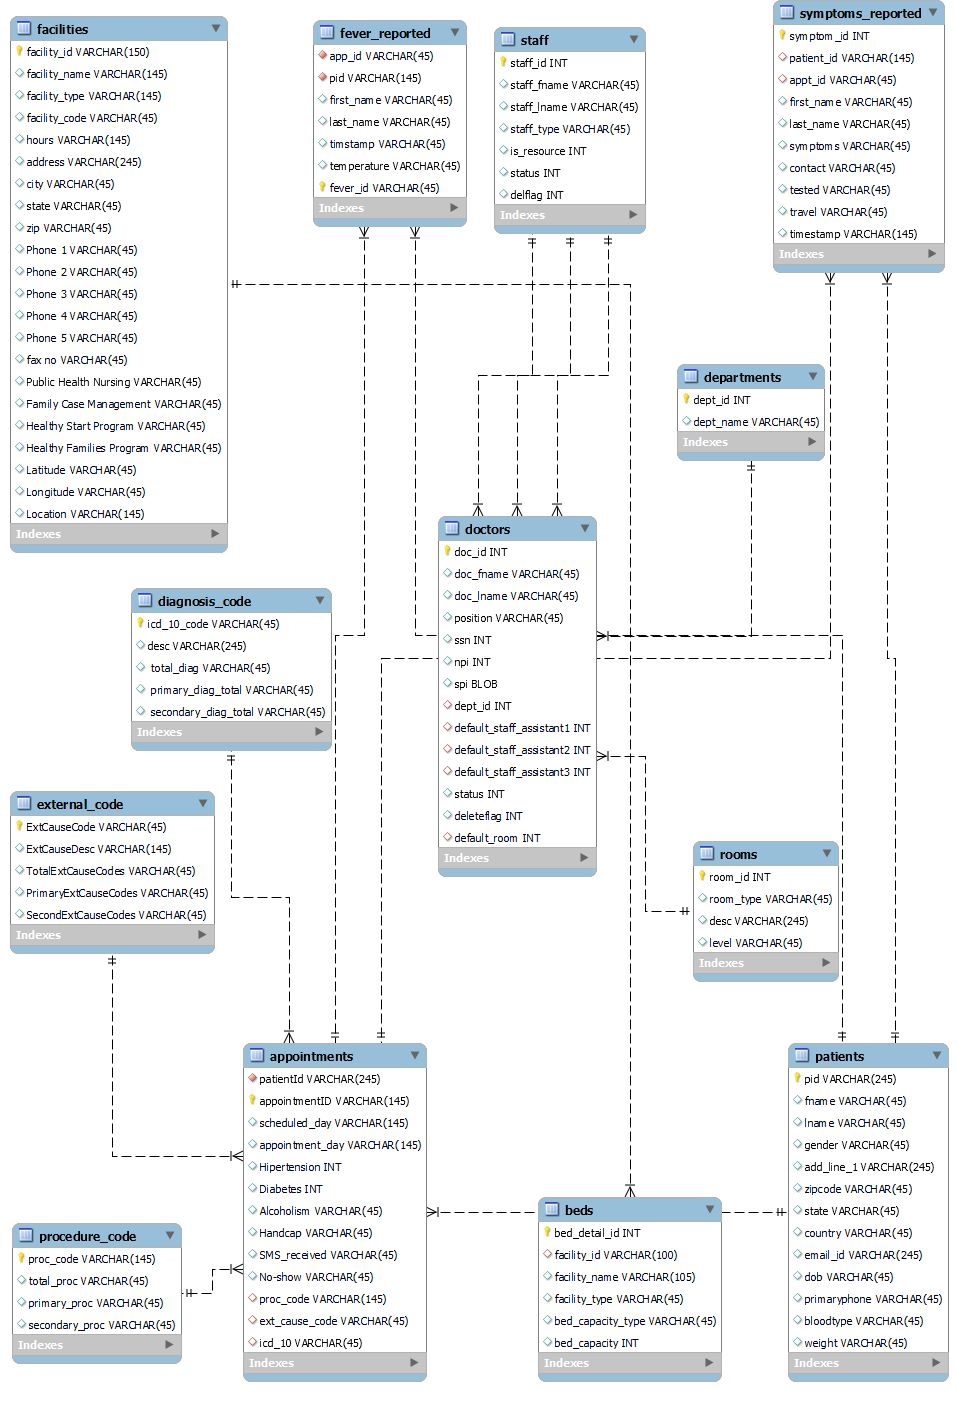 facilities
facility_id VARCHAR(150)
facility_name VARCHAR(145)
facility_type VARCHAR(145)
facility_code VARCHAR(45)
hours VARCHAR(145)
address VARCHAR(245)
city VARCHAR(45)
state VARCHAR(45)
zip VARCHAR(45)
Phone 1 VARCHAR(45)
Phone 2 VARCHAR(45)
Phone 3 VARCHAR(45)
Phone 4 VARCHAR(45)
Phone 5 VARCHAR(45)
fax no VARCHAR(45)
Public Health Nursing VARCHAR(45)
Family Case Management VARCHAR(45)
Healthy Start Program VARCHAR(45)
Healthy Families Program VARCHAR(45)
Latitude VARCHAR(45)
Longitude VARCHAR(45)
Location VARCHAR(145)
Indexes
fever_reported
app_id VARCHAR(45)
pid VARCHAR(145)
first_name VARCHAR(45)
last_name VARCHAR(45)
timstamp VARCHAR(45)
temperature VARCHAR(45)
fever_id VARCHAR(45)
Indexes
staff
staff_id INT
staff_fname VARCHAR(45)
staff_lname VARCHAR(45)
staff_type VARCHAR(45)
is_resource INT
status INT
delflag INT
Indexes
symptoms_reported
symptom_id INT
patient_id VARCHAR(145)
appt_id VARCHAR(45)
first_name VARCHAR(45)
last_name VARCHAR(45)
symptoms VARCHAR(45)
contact VARCHAR(45)
tested VARCHAR(45)
travel VARCHAR(45)
timestamp VARCHAR(145)
Indexes
departments
dept_id INT
dept_name VARCHAR(45)
Indexes
doctors
doc_id INT
doc_fname VARCHAR(45)
doc_lname VARCHAR(45)
position VARCHAR(45)
ssn INT
npi INT
spi BLOB
dept_id INT
default_staff_assistant1 INT
default_staff_assistant2 INT
default_staff_assistant3 INT
status INT
deleteflag INT
default_room INT
Indexes
diagnosis_code
icd_10_code VARCHAR(45)
desc VARCHAR(245)
total_diag VARCHAR(45)
primary_diag_total VARCHAR(45)
secondary_diag_total VARCHAR(45)
Indexes
external_code
ExtCauseCode VARCHAR(45)
ExtCauseDesc VARCHAR(145)
TotalExtCauseCodes VARCHAR(45)
PrimaryExtCauseCodes VARCHAR(45)
SecondExtCauseCodes VARCHAR(45)
Indexes
rooms
room_id INT
room_type VARCHAR(45)
desc VARCHAR(245)
level VARCHAR(45)
Indexes
appointments
patientId VARCHAR(245)
appointmentID VARCHAR(145)
scheduled_day VARCHAR(145)
appointment_day VARCHAR(145)
Hipertension INT
Diabetes INT
Alcoholism VARCHAR(45)
Handcap VARCHAR(45)
SMS_received VARCHAR(45)
No-show VARCHAR(45)
proc_code VARCHAR(145)
ext_cause_code VARCHAR(45)
icd_10 VARCHAR(45)
Indexes
patients
pid VARCHAR(245)
fname VARCHAR(45)
lname VARCHAR(45)
gender VARCHAR(45)
add_line_1 VARCHAR(245)
zipcode VARCHAR(45)
state VARCHAR(45)
country VARCHAR(45)
email_id VARCHAR(245)
dob VARCHAR(45)
primaryphone VARCHAR(45)
bloodtype VARCHAR(45)
weight VARCHAR(45)
Indexes
beds
bed_detail_id INT
facility_id VARCHAR(100)
facility_name VARCHAR(105)
facility_type VARCHAR(45)
bed_capacity_type VARCHAR(45)
bed_capacity INT
Indexes
procedure_code
proc_code VARCHAR(145)
total_proc VARCHAR(45)
primary_proc VARCHAR(45)
secondary_proc VARCHAR(45)
Indexes